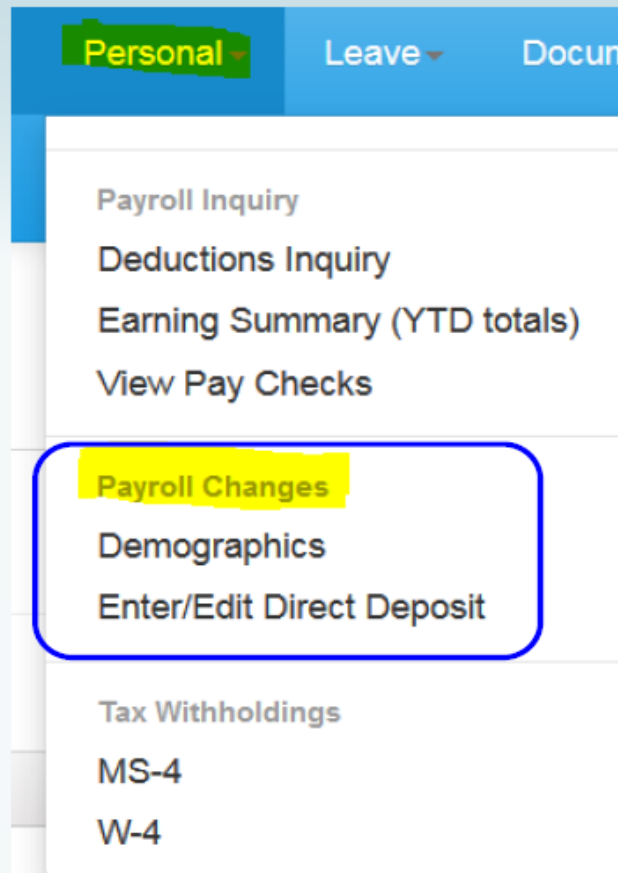 Personal Leave Docum
Payroll Inquiry
Deductions Inquiry
Earning Summary (YTD totals)
View Pay Checks
Payroll Changes
Demographics
Enter/Edit Direct Deposit
Tax Withholdings
MS-4
W-4